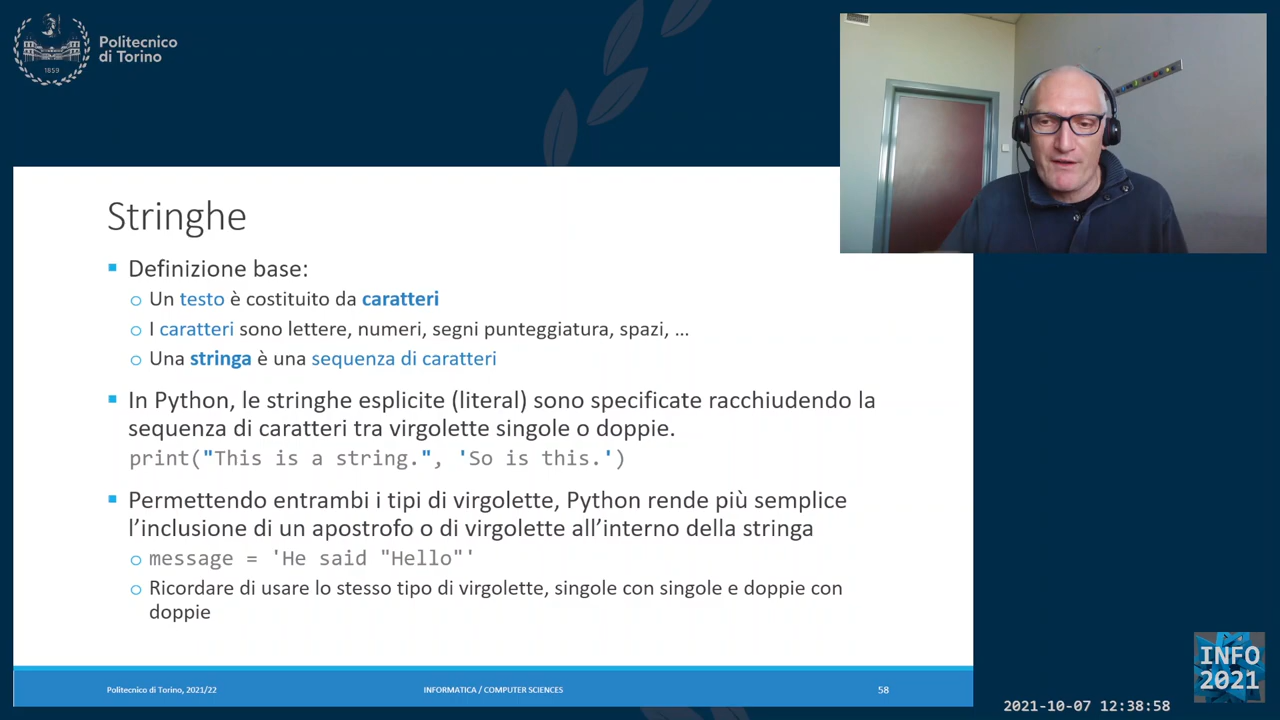 Politecnico
di Torino
1859
Stringhe
Definizione base:
Un testo è costituito da caratteri
I caratteri sono lettere, numeri, segni punteggiatura, spazi, …
Una stringa è una sequenza di caratteri
In Python, le stringhe esplicite (literal) sono specificate racchiudendo la
sequenza di caratteri tra virgolette singole o doppie.
print("This is a string.", 'So is this.')
Permettendo entrambi i tipi di virgolette, Python rende più semplice
l’inclusione di un apostrofo o di virgolette all’interno della stringa
message = 'He said "Hello"'
Ricordare di usare lo stesso tipo di virgolette, singole con singole e doppie con
doppie
Politecnico di Torino, 2021/22
INFORMATICA / COMPUTER SCIENCES
58
INFO
2021
2021-10-07 12:38:58